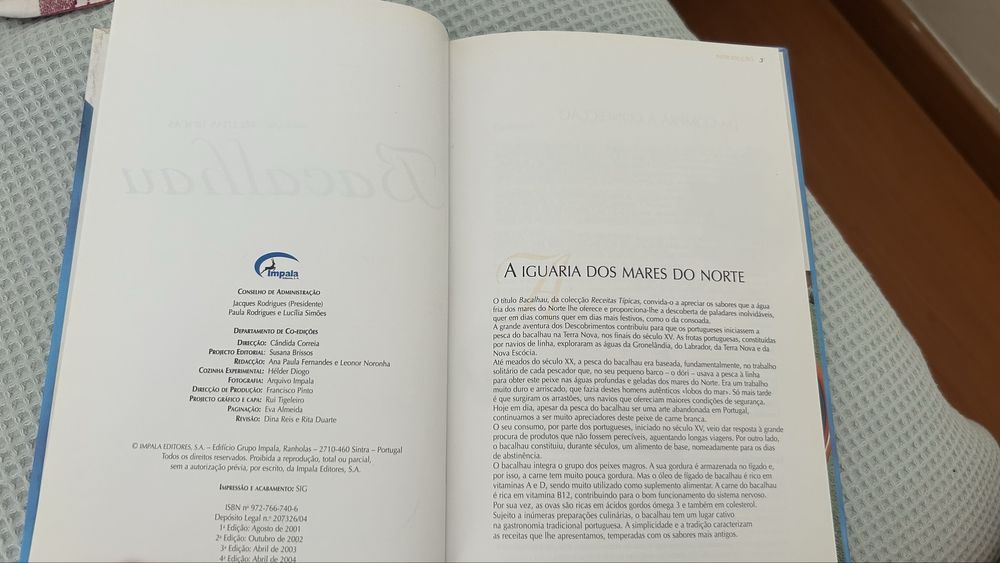 Bacalhau
Impala
Editores, S.A.
CONSELHO DE ADMINISTRAÇÃO
Jacques Rodrigues (Presidente)
Paula Rodrigues e Lucília Simões
DEPARTAMENTO DE CO-EDIÇÕES
DIRECÇÃO: Cândida Correia
PROJECTO EDITORIAL: Susana Brissos
REDACÇÃO: Ana Paula Fernandes e Leonor Noronha
COZINHA EXPERIMENTAL: Hélder Diogo
FOTOGRAFIA: Arquivo Impala
DIRECÇÃO DE PRODUÇÃO: Francisco Pinto
PROJECTO GRÁFICO E CAPA: Rui Tigeleiro
PAGINAÇÃO: Eva Almeida
REVISÃO: Dina Reis e Rita Duarte
© IMPALA EDITORES, S.A. – Edifício Grupo Impala, Ranholas – 2710-460 Sintra – Portugal
Todos os direitos reservados. Proibida a reprodução, total ou parcial,
sem a autorização prévia, por escrito, da Impala Editores, S.A.
IMPRESSÃO E ACABAMENTO: SIG
ISBN nº 972-766-740-6
Depósito Legal n.º 207326/04
1ª Edição: Agosto de 2001
2ª Edição: Outubro de 2002
3ª Edição: Abril de 2003
4ª Edição: Abril de 2004
3
A IGUARIA DOS MARES DO NORTE
O título Bacalhau, da colecção Receitas Típicas, convida-o a apreciar os sabores que a água
fria dos mares do Norte lhe oferece e proporciona-lhe a descoberta de paladares inolvidáveis,
quer em dias comuns quer em dias mais festivos, como o da consoada.
A grande aventura dos Descobrimentos contribuiu para que os portugueses iniciassem a
pesca do bacalhau na Terra Nova, nos finais do século XV. As frotas portuguesas, constituídas
por navios de linha, exploraram as águas da Gronelândia, do Labrador, da Terra Nova e da
Nova Escócia.
Até meados do século XX, a pesca do bacalhau era baseada, fundamentalmente, no trabalho
solitário de cada pescador que, no seu pequeno barco – o dóri – usava a pesca à linha
para obter este peixe nas águas profundas e geladas dos mares do Norte. Era um trabalho
muito duro e arriscado, que fazia destes homens autênticos «lobos do mar». Só mais tarde
é que surgiram os arrastões, uns navios que ofereciam maiores condições de segurança.
Hoje em dia, apesar da pesca do bacalhau ser uma arte abandonada em Portugal,
continuamos a ser muito apreciadores deste peixe de carne branca.
O seu consumo, por parte dos portugueses, iniciado no século XV, veio dar resposta à grande
procura de produtos que não fossem perecíveis, aguentando longas viagens. Por outro lado,
o bacalhau constituiu, durante séculos, um alimento de base, nomeadamente para os dias
de abstinência.
O bacalhau integra o grupo dos peixes magros. A sua gordura é armazenada no fígado e,
por isso, a carne tem muito pouca gordura. Mas o óleo de fígado de bacalhau é rico em
vitaminas A e D, sendo muito utilizado como suplemento alimentar. A carne do bacalhau
é rica em vitamina B12, contribuindo para o bom funcionamento do sistema nervoso.
Por sua vez, as ovas são ricas em ácidos gordos ómega 3 e também em colesterol.
Sujeito a inúmeras preparações culinárias, o bacalhau tem um lugar cativo
na gastronomia tradicional portuguesa. A simplicidade e a tradição caracterizam
as receitas que lhe apresentamos, temperadas com os sabores mais antigos.